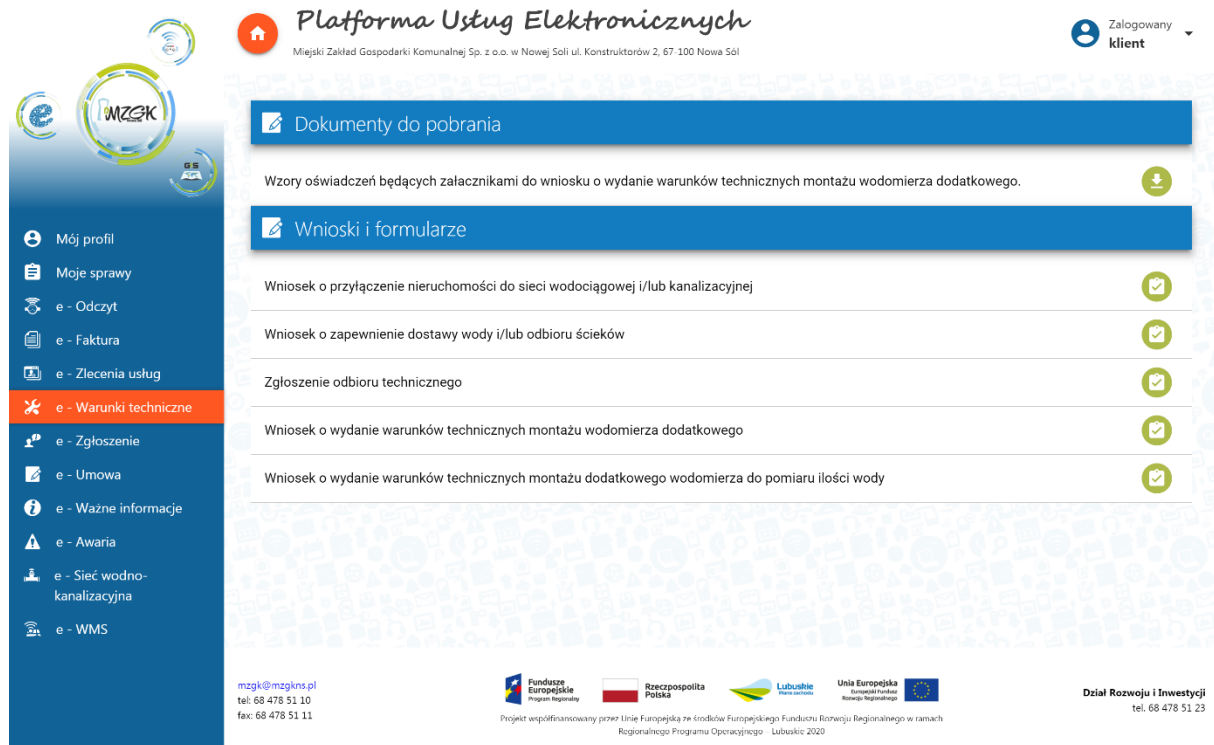 Platforma Usług Elektronicznych
Miejski Zakład Gospodarki Komunalnej Sp. z o.o. w Nowej Soli ul. Konstruktorów 2, 67-100 Nowa Sól
Zalogowany
klient
e
MZGK
GS
Mój profil
Moje sprawy
e - Odczyt
e - Faktura
e - Zlecenia usług
e - Warunki techniczne
e - Zgłoszenie
e - Umowa
e - Ważne informacje
e - Awaria
e - Sieć wodno-
kanalizacyjna
e - WMS
Dokumenty do pobrania
Wzory oświadczeń będących załacznikami do wniosku o wydanie warunków technicznych montażu wodomierza dodatkowego.
Wnioski i formularze
Wniosek o przyłączenie nieruchomości do sieci wodociągowej i/lub kanalizacyjnej
Wniosek o zapewnienie dostawy wody i/lub odbioru ścieków
Zgłoszenie odbioru technicznego
Wniosek o wydanie warunków technicznych montażu wodomierza dodatkowego
Wniosek o wydanie warunków technicznych montażu dodatkowego wodomierza do pomiaru ilości wody
mzgk@mzgkns.pl
tel: 68 478 51 10
fax: 68 478 51 11
Fundusze
Europejskie
Program Regionalny
Rzeczpospolita
Polska
Lubuskie
Warte zachodu
Unia Europejska
Europejski Fundusz
Rozwoju Regionalnego
Projekt współfinansowany przez Unię Europejską ze środków Europejskiego Funduszu Rozwoju Regionalnego w ramach
Regionalnego Programu Operacyjnego – Lubuskie 2020
Dział Rozwoju i Inwestycji
tel. 68 478 51 23